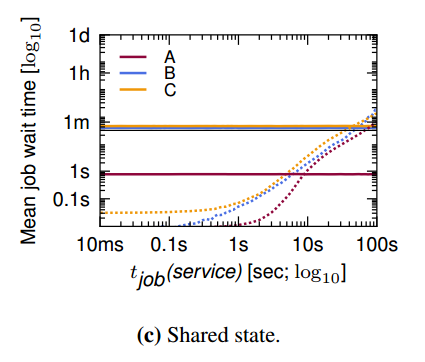 Mean job wait time [log10]
1d
1h
1m
1s
0.1s
A
B
C
10ms 0.1s 1s 10s 100s
tjob(service) [sec; log10]
(c) Shared state.